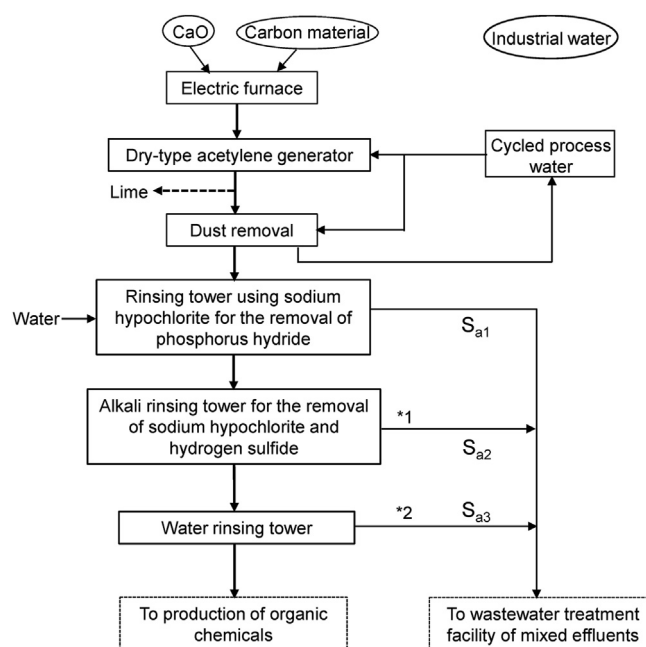 CaO
Carbon material
Industrial water
Electric furnace
Dry-type acetylene generator
Cycled process
water
Lime
Dust removal
Rinsing tower using sodium
hypochlorite for the removal of
phosphorus hydride
Water
Sa1
Alkali rinsing tower for the removal
of sodium hypochlorite and
hydrogen sulfide
*1
Sa2
Water rinsing tower
*2
Sa3
To production of organic
chemicals
To wastewater treatment
facility of mixed effluents